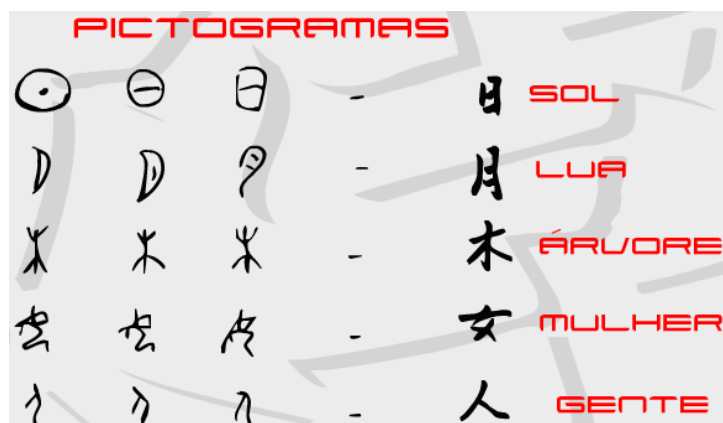 PICTOGRAMAS
- 日 SOL
- 月 LUA
- 木 ÁRVORE
- 女 MULHER
- 人 GENTE